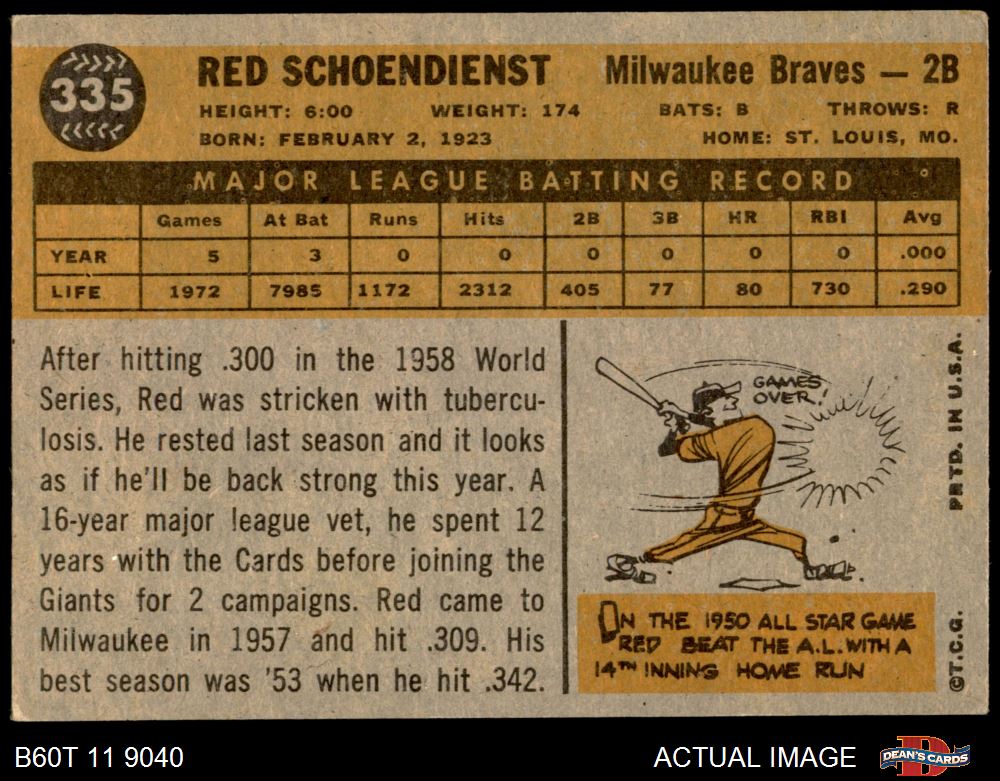 335
RED SCHOENDIENST Milwaukee Braves — 2B
HEIGHT: 6:00 WEIGHT: 174 BATS: B THROWS: R
BORN: FEBRUARY 2, 1923 HOME: ST. LOUIS, MO.
MAJOR LEAGUE BATTING RECORD
Games At Bat Runs Hits 2B 3B HR RBI Avg
YEAR 5 3 0 0 0 0 0 0 .000
LIFE 1972 7985 1172 2312 405 77 80 730 .290
After hitting .300 in the 1958 World
Series, Red was stricken with tubercu-
losis. He rested last season and it looks
as if he'll be back strong this year. A
16-year major league vet, he spent 12
years with the Cards before joining the
Giants for 2 campaigns. Red came to
Milwaukee in 1957 and hit .309. His
best season was '53 when he hit .342.
GAMES
OVER!
IN THE 1950 ALL STAR GAME
RED BEAT THE A.L. WITH A
14TH INNING HOME RUN
©T.C.G. PRTD. IN U.S.A.
B60T 11 9040 ACTUAL IMAGE DEAN'S CARDS